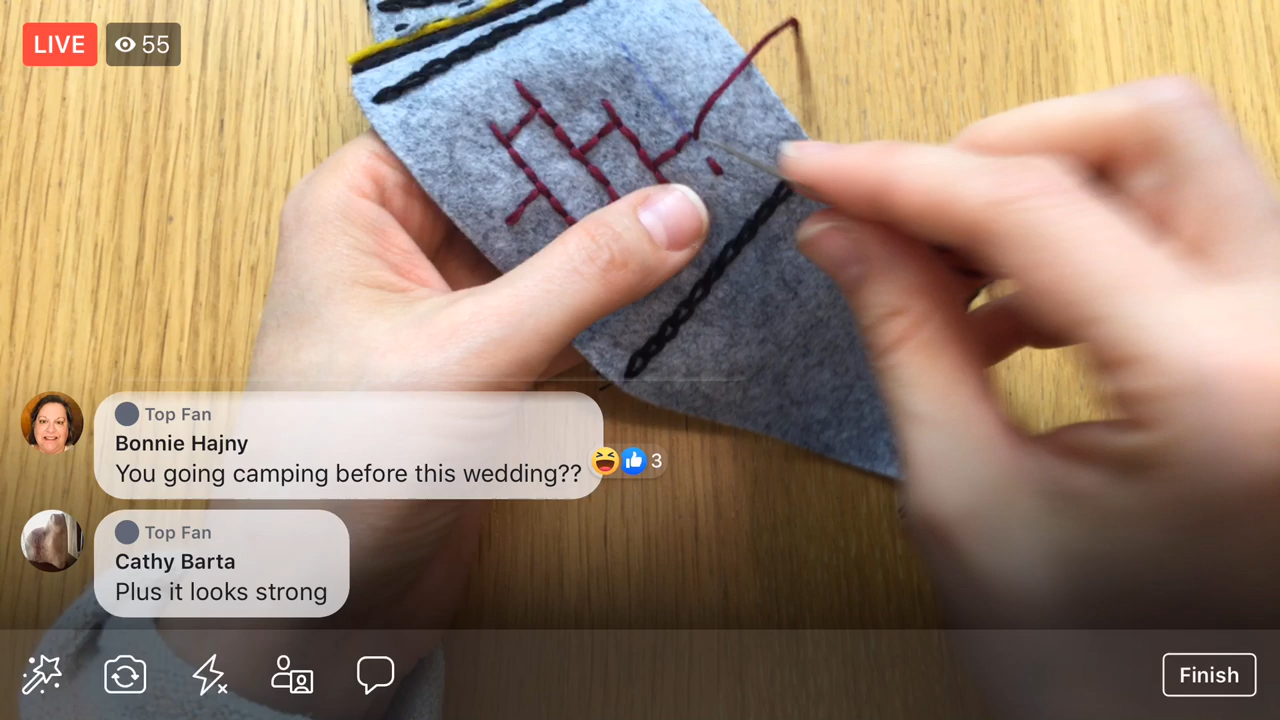 LIVE
55
Top Fan
Bonnie Hajny
You going camping before this wedding??
3
Top Fan
Cathy Barta
Plus it looks strong
Finish